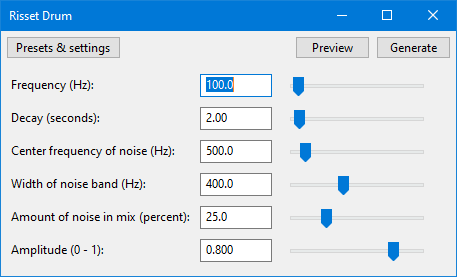 Risset Drum
Presets & settings Preview Generate
Frequency (Hz): 100.0
Decay (seconds): 2.00
Center frequency of noise (Hz): 500.0
Width of noise band (Hz): 400.0
Amount of noise in mix (percent): 25.0
Amplitude (0 - 1): 0.800